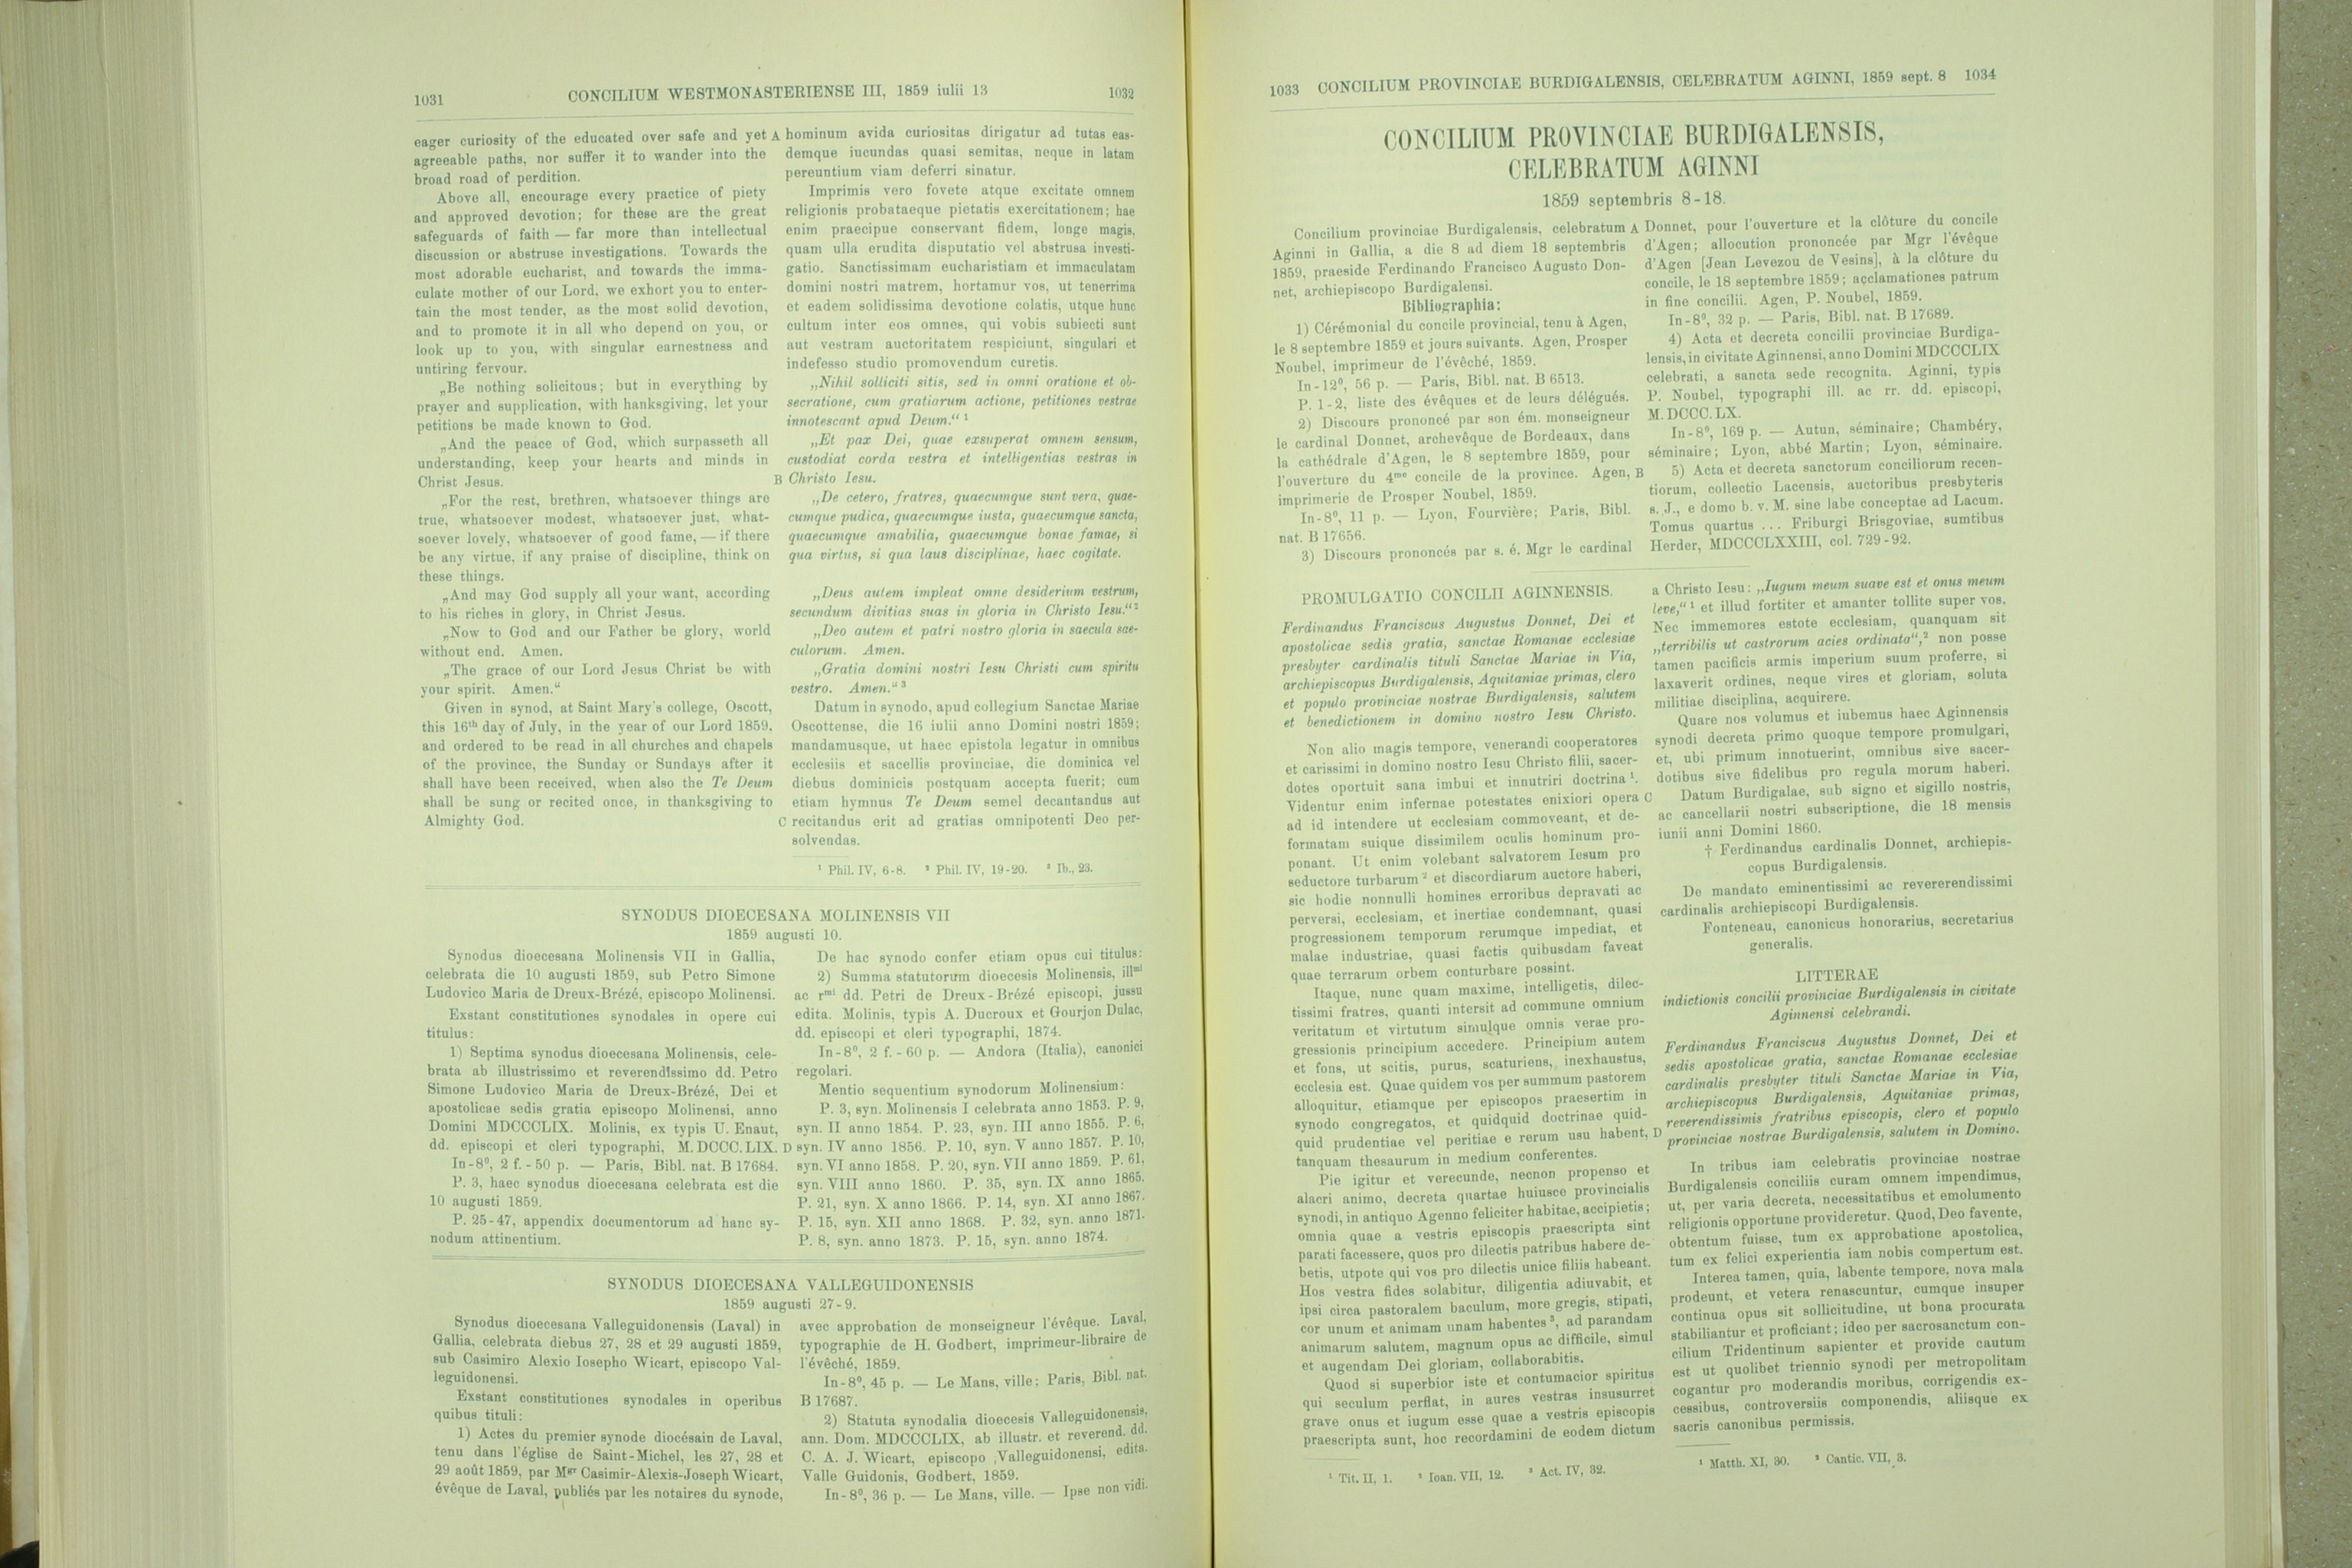 1031
CONCILIUM WESTMONASTERIENSE III, 1859 iulii 13
1032
eager curiosity of the educated over safe and yet
agreeable paths, nor suffer it to wander into the
broad road of perdition.
Above all, encourage every practice of piety
and approved devotion; for these are the great
safeguards of faith — far more than intellectual
discussion or abstruse investigations. Towards the
most adorable eucharist, and towards the imma-
culate mother of our Lord, we exhort you to enter-
tain the most tender, as the most solid devotion,
and to promote it in all who depend on you, or
look up to you, with singular earnestness and
untiring fervour.
„Be nothing solicitous; but in everything by
prayer and supplication, with hanksgiving, let your
petitions be made known to God.
„And the peace of God, which surpasseth all
understanding, keep your hearts and minds in
Christ Jesus.
„For the rest, brethren, whatsoever things are
true, whatsoever modest, whatsoever just, what-
soever lovely, whatsoever of good fame, — if there
be any virtue, if any praise of discipline, think on
these things.
„And may God supply all your want, according
to his riches in glory, in Christ Jesus.
„Now to God and our Father be glory, world
without end. Amen.
„The grace of our Lord Jesus Christ be with
your spirit. Amen.“
Given in synod, at Saint Mary's college, Oscott,
this 16th day of July, in the year of our Lord 1859,
and ordered to be read in all churches and chapels
of the province, the Sunday or Sundays after it
shall have been received, when also the Te Deum
shall be sung or recited once, in thanksgiving to
Almighty God.
A
B
C
hominum avida curiositas dirigatur ad tutas eas-
demque iucundas quasi semitas, neque in latam
pereuntium viam deferri sinatur.
Imprimis vero fovete atque excitate omnem
religionis probataeque pietatis exercitationem; hae
enim praecipue conservant fidem, longe magis,
quam ulla erudita disputatio vel abstrusa investi-
gatio. Sanctissimam eucharistiam et immaculatam
domini nostri matrem, hortamur vos, ut tenerrima
et eadem solidissima devotione colatis, utque hunc
cultum inter eos omnes, qui vobis subiecti sunt
aut vestram auctoritatem respiciunt, singulari et
indefesso studio promovendum curetis.
„Nihil solliciti sitis, sed in omni oratione et ob-
secratione, cum gratiarum actione, petitiones vestrae
innotescant apud Deum.“ 1
„Et pax Dei, quae exsuperat omnem sensum,
custodiat corda vestra et intelligentias vestras in
Christo Iesu.
„De cetero, fratres, quaecumque sunt vera, quae-
cumque pudica, quaecumque iusta, quaecumque sancta,
quaecumque amabilia, quaecumque bonae famae, si
qua virtus, si qua laus disciplinae, haec cogitate.
„Deus autem impleat omne desiderium vestrum,
secundum divitias suas in gloria in Christo Iesu.“ 2
„Deo autem et patri nostro gloria in saecula sae-
culorum. Amen.
„Gratia domini nostri Iesu Christi cum spiritu
vestro. Amen.“ 3
Datum in synodo, apud collegium Sanctae Mariae
Oscottense, die 16 iulii anno Domini nostri 1859;
mandamusque, ut haec epistola legatur in omnibus
ecclesiis et sacellis provinciae, die dominica vel
diebus dominicis postquam accepta fuerit; cum
etiam hymnus Te Deum semel decantandus aut
recitandus erit ad gratias omnipotenti Deo per-
solvendas.
1 Phil. IV, 6-8. 2 Phil. IV, 19-20. 3 Ib., 23.
SYNODUS DIOECESANA MOLINENSIS VII
1859 augusti 10.
Synodus dioecesana Molinensis VII in Gallia,
celebrata die 10 augusti 1859, sub Petro Simone
Ludovico Maria de Dreux-Brézé, episcopo Molinensi.
Exstant constitutiones synodales in opere cui
titulus:
1) Septima synodus dioecesana Molinensis, cele-
brata ab illustrissimo et reverendissimo dd. Petro
Simone Ludovico Maria de Dreux-Brézé, Dei et
apostolicae sedis gratia episcopo Molinensi, anno
Domini MDCCCLIX. Molinis, ex typis U. Enaut,
dd. episcopi et cleri typographi, M.DCCC.LIX.
In-8°, 2 f. - 50 p. — Paris, Bibl. nat. B 17684.
P. 3, haec synodus dioecesana celebrata est die
10 augusti 1859.
P. 25-47, appendix documentorum ad hanc sy-
nodum attinentium.
D
De hac synodo confer etiam opus cui titulus:
2) Summa statutorum dioecesis Molinensis, illmi
ac rmi dd. Petri de Dreux-Brézé episcopi, jussu
edita. Molinis, typis A. Ducroux et Gourjon Dulac,
dd. episcopi et cleri typographi, 1874.
In-8°, 2 f. - 60 p. — Andora (Italia), canonici
regolari.
Mentio sequentium synodorum Molinensium:
P. 3, syn. Molinensis I celebrata anno 1853. P. 9,
syn. II anno 1854. P. 23, syn. III anno 1855. P. 6,
syn. IV anno 1856. P. 10, syn. V anno 1857. P. 10,
syn. VI anno 1858. P. 20, syn. VII anno 1859. P. 61,
syn. VIII anno 1860. P. 35, syn. IX anno 1865.
P. 21, syn. X anno 1866. P. 14, syn. XI anno 1867.
P. 15, syn. XII anno 1868. P. 32, syn. anno 1871.
P. 8, syn. anno 1873. P. 15, syn. anno 1874.
SYNODUS DIOECESANA VALLEGUIDONENSIS
1859 augusti 27-9.
Synodus dioecesana Valleguidonensis (Laval) in
Gallia, celebrata diebus 27, 28 et 29 augusti 1859,
sub Casimiro Alexio Iosepho Wicart, episcopo Val-
leguidonensi.
Exstant constitutiones synodales in operibus
quibus tituli:
1) Actes du premier synode diocésain de Laval,
tenu dans l'église de Saint-Michel, les 27, 28 et
29 août 1859, par Mgr Casimir-Alexis-Joseph Wicart,
évêque de Laval, publiés par les notaires du synode,
avec approbation de monseigneur l'évêque. Laval,
typographie de H. Godbert, imprimeur-libraire de
l'évêché, 1859.
In-8°, 45 p. — Le Mans, ville; Paris, Bibl. nat.
B 17687.
2) Statuta synodalia dioecesis Valleguidonensis,
ann. Dom. MDCCCLIX, ab illustr. et reverend. dd.
C. A. J. Wicart, episcopo Valleguidonensi, edita.
Valle Guidonis, Godbert, 1859.
In-8°, 36 p. — Le Mans, ville. — Ipse non vidi.
1033 CONCILIUM PROVINCIAE BURDIGALENSIS, CELEBRATUM AGINNI, 1859 sept. 8 1034
CONCILIUM PROVINCIAE BURDIGALENSIS,
CELEBRATUM AGINNI
1859 septembris 8-18.
Concilium provinciae Burdigalensis, celebratum
Aginni in Gallia, a die 8 ad diem 18 septembris
1859, praeside Ferdinando Francisco Augusto Don-
net, archiepiscopo Burdigalensi.
Bibliographia:
1) Cérémonial du concile provincial, tenu à Agen,
le 8 septembre 1859 et jours suivants. Agen, Prosper
Noubel, imprimeur de l'évêché, 1859.
In-12°, 56 p. — Paris, Bibl. nat. B 6513.
P. 1-2, liste des évêques et de leurs délégués.
2) Discours prononcé par son ém. monseigneur
le cardinal Donnet, archevêque de Bordeaux, dans
la cathédrale d'Agen, le 8 septembre 1859, pour
l'ouverture du 4me concile de la province. Agen,
imprimerie de Prosper Noubel, 1859.
In-8°, 11 p. — Lyon, Fourvière; Paris, Bibl.
nat. B 17656.
3) Discours prononcés par s. é. Mgr le cardinal
A
B
Donnet, pour l'ouverture et la clôture du concile
d'Agen; allocution prononcée par Mgr l'évêque
d'Agen [Jean Levezou de Vesins], à la clôture du
concile, le 18 septembre 1859; acclamationes patrum
in fine concilii. Agen, P. Noubel, 1859.
In-8°, 32 p. — Paris, Bibl. nat. B 17689.
4) Acta et decreta concilii provinciae Burdiga-
lensis, in civitate Aginnensi, anno Domini MDCCCLIX
celebrati, a sancta sede recognita. Aginni, typis
P. Noubel, typographi ill. ac rr. dd. episcopi,
M.DCCC.LX.
In-8°, 169 p. — Autun, séminaire; Chambéry,
séminaire; Lyon, abbé Martin; Lyon, séminaire.
5) Acta et decreta sanctorum conciliorum recen-
tiorum, collectio Lacensis, auctoribus presbyteris
s. J., e domo b. v. M. sine labe conceptae ad Lacum.
Tomus quartus ... Friburgi Brisgoviae, sumtibus
Herder, MDCCCLXXIII, col. 729-92.
PROMULGATIO CONCILII AGINNENSIS.
Ferdinandus Franciscus Augustus Donnet, Dei et
apostolicae sedis gratia, sanctae Romanae ecclesiae
presbyter cardinalis tituli Sanctae Mariae in Via,
archiepiscopus Burdigalensis, Aquitaniae primas, clero
et populo provinciae nostrae Burdigalensis, salutem
et benedictionem in domino nostro Iesu Christo.
Non alio magis tempore, venerandi cooperatores
et carissimi in domino nostro Iesu Christo filii, sacer-
dotes oportuit sana imbui et innutriri doctrina 1.
Videntur enim infernae potestates enixiori opera
ad id intendere ut ecclesiam commoveant, et de-
formatam suique dissimilem oculis hominum pro-
ponant. Ut enim volebant salvatorem Iesum pro
seductore turbarum 2 et discordiarum auctore haberi,
sic hodie nonnulli homines erroribus depravati ac
perversi, ecclesiam, et inertiae condemnant, quasi
progressionem temporum rerumque impediat, et
malae industriae, quasi factis quibusdam faveat
quae terrarum orbem conturbare possint.
Itaque, nunc quam maxime, intelligetis, dilec-
tissimi fratres, quanti intersit ad commune omnium
veritatum et virtutum simulque omnis verae pro-
gressionis principium accedere. Principium autem
et fons, ut scitis, purus, scaturiens, inexhaustus,
ecclesia est. Quae quidem vos per summum pastorem
alloquitur, etiamque per episcopos praesertim in
synodo congregatos, et quidquid doctrinae quid-
quid prudentiae vel peritiae e rerum usu habent,
tanquam thesaurum in medium conferentes.
Pie igitur et verecunde, necnon propenso et
alacri animo, decreta quartae huiusce provincialis
synodi, in antiquo Agenno feliciter habitae, accipietis;
omnia quae a vestris episcopis praescripta sint
parati facessere, quos pro dilectis patribus habere de-
betis, utpote qui vos pro dilectis unice filiis habeant.
Hos vestra fides solabitur, diligentia adiuvabit, et
ipsi circa pastoralem baculum, more gregis, stipati,
cor unum et animam unam habentes 3, ad parandam
animarum salutem, magnum opus ac difficile, simul
et augendam Dei gloriam, collaborabitis.
Quod si superbior iste et contumacior spiritus
qui seculum perflat, in aures vestras insusurret
grave onus et iugum esse quae a vestris episcopis
praescripta sunt, hoc recordamini de eodem dictum
1 Tit. II, 1. 2 Ioan. VII, 12. 3 Act. IV, 32.
C
D
a Christo Iesu: „Iugum meum suave est et onus meum
leve,“ 1 et illud fortiter et amanter tollite super vos.
Nec immemores estote ecclesiam, quanquam sit
„terribilis ut castrorum acies ordinata“, 2 non posse
tamen pacificis armis imperium suum proferre, si
laxaverit ordines, neque vires et gloriam, soluta
militiae disciplina, acquirere.
Quare nos volumus et iubemus haec Aginnensis
synodi decreta primo quoque tempore promulgari,
et, ubi primum innotuerint, omnibus sive sacer-
dotibus sive fidelibus pro regula morum haberi.
Datum Burdigalae, sub signo et sigillo nostris,
ac cancellarii nostri subscriptione, die 18 mensis
iunii anni Domini 1860.
† Ferdinandus cardinalis Donnet, archiepis-
copus Burdigalensis.
De mandato eminentissimi ac revererendissimi
cardinalis archiepiscopi Burdigalensis.
Fonteneau, canonicus honorarius, secretarius
generalis.
LITTERAE
indictionis concilii provinciae Burdigalensis in civitate
Aginnensi celebrandi.
Ferdinandus Franciscus Augustus Donnet, Dei et
sedis apostolicae gratia, sanctae Romanae ecclesiae
cardinalis presbyter tituli Sanctae Mariae in Via,
archiepiscopus Burdigalensis, Aquitaniae primas,
reverendissimis fratribus episcopis, clero et populo
provinciae nostrae Burdigalensis, salutem in Domino.
In tribus iam celebratis provinciae nostrae
Burdigalensis conciliis curam omnem impendimus,
ut, per varia decreta, necessitatibus et emolumento
religionis opportune provideretur. Quod, Deo favente,
obtentum fuisse, tum ex approbatione apostolica,
tum ex felici experientia iam nobis compertum est.
Interea tamen, quia, labente tempore, nova mala
prodeunt, et vetera renascuntur, cumque insuper
continua opus sit sollicitudine, ut bona procurata
stabiliantur et proficiant; ideo per sacrosanctum con-
cilium Tridentinum sapienter et provide cautum
est ut quolibet triennio synodi per metropolitam
cogantur pro moderandis moribus, corrigendis ex-
cessibus, controversiis componendis, aliisque ex
sacris canonibus permissis.
1 Matth. XI, 30. 2 Cantic. VII, 3.